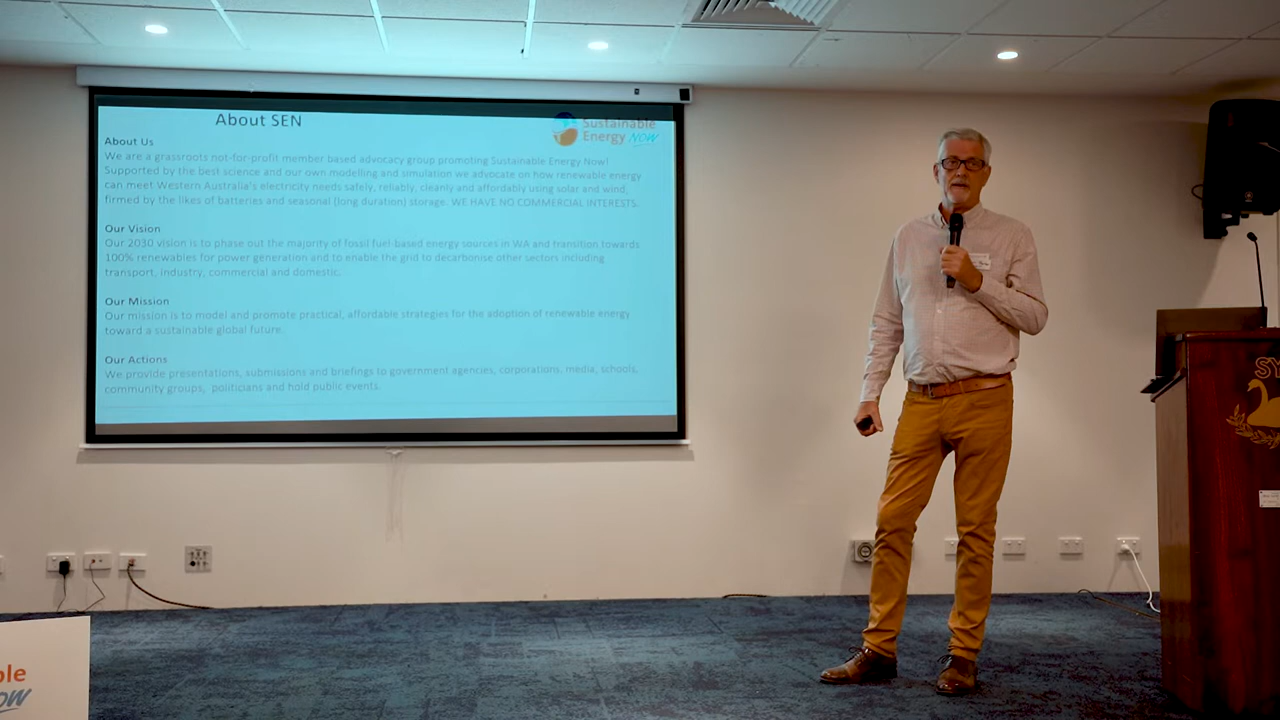 About SEN
Sustainable
Energy NOW
About Us
We are a grassroots not-for-profit member based advocacy group promoting Sustainable Energy Now!
Supported by the best science and our own modelling and simulation we advocate on how renewable energy
can meet Western Australia's electricity needs safely, reliably, cleanly and affordably using solar and wind,
firmed by the likes of batteries and seasonal (long duration) storage. WE HAVE NO COMMERCIAL INTERESTS.
Our Vision
Our 2030 vision is to phase out the majority of fossil fuel-based energy sources in WA and transition towards
100% renewables for power generation and to enable the grid to decarbonise other sectors including
transport, industry, commercial and domestic.
Our Mission
Our mission is to model and promote practical, affordable strategies for the adoption of renewable energy
toward a sustainable global future.
Our Actions
We provide presentations, submissions and briefings to government agencies, corporations, media, schools,
community groups, politicians and hold public events.
SY
ble
OW